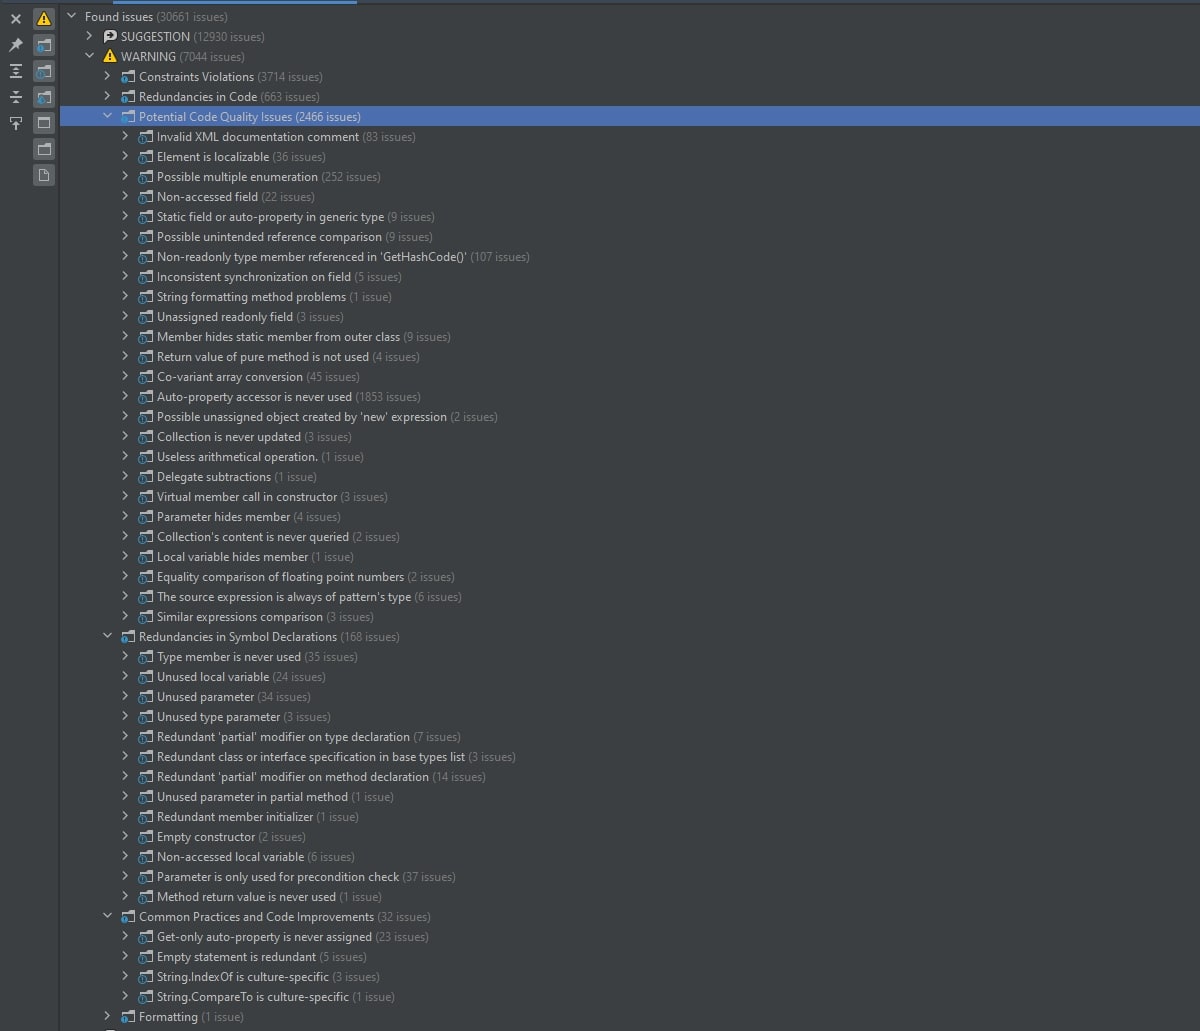 Found issues (30661 issues)
SUGGESTION (12930 issues)
WARNING (7044 issues)
Constraints Violations (3714 issues)
Redundancies in Code (663 issues)
Potential Code Quality Issues (2466 issues)
Invalid XML documentation comment (83 issues)
Element is localizable (36 issues)
Possible multiple enumeration (252 issues)
Non-accessed field (22 issues)
Static field or auto-property in generic type (9 issues)
Possible unintended reference comparison (9 issues)
Non-readonly type member referenced in 'GetHashCode()' (107 issues)
Inconsistent synchronization on field (5 issues)
String formatting method problems (1 issue)
Unassigned readonly field (3 issues)
Member hides static member from outer class (9 issues)
Return value of pure method is not used (4 issues)
Co-variant array conversion (45 issues)
Auto-property accessor is never used (1853 issues)
Possible unassigned object created by 'new' expression (2 issues)
Collection is never updated (3 issues)
Useless arithmetical operation. (1 issue)
Delegate subtractions (1 issue)
Virtual member call in constructor (3 issues)
Parameter hides member (4 issues)
Collection's content is never queried (2 issues)
Local variable hides member (1 issue)
Equality comparison of floating point numbers (2 issues)
The source expression is always of pattern's type (6 issues)
Similar expressions comparison (3 issues)
Redundancies in Symbol Declarations (168 issues)
Type member is never used (35 issues)
Unused local variable (24 issues)
Unused parameter (34 issues)
Unused type parameter (3 issues)
Redundant 'partial' modifier on type declaration (7 issues)
Redundant class or interface specification in base types list (3 issues)
Redundant 'partial' modifier on method declaration (14 issues)
Unused parameter in partial method (1 issue)
Redundant member initializer (1 issue)
Empty constructor (2 issues)
Non-accessed local variable (6 issues)
Parameter is only used for precondition check (37 issues)
Method return value is never used (1 issue)
Common Practices and Code Improvements (32 issues)
Get-only auto-property is never assigned (23 issues)
Empty statement is redundant (5 issues)
String.IndexOf is culture-specific (3 issues)
String.CompareTo is culture-specific (1 issue)
Formatting (1 issue)